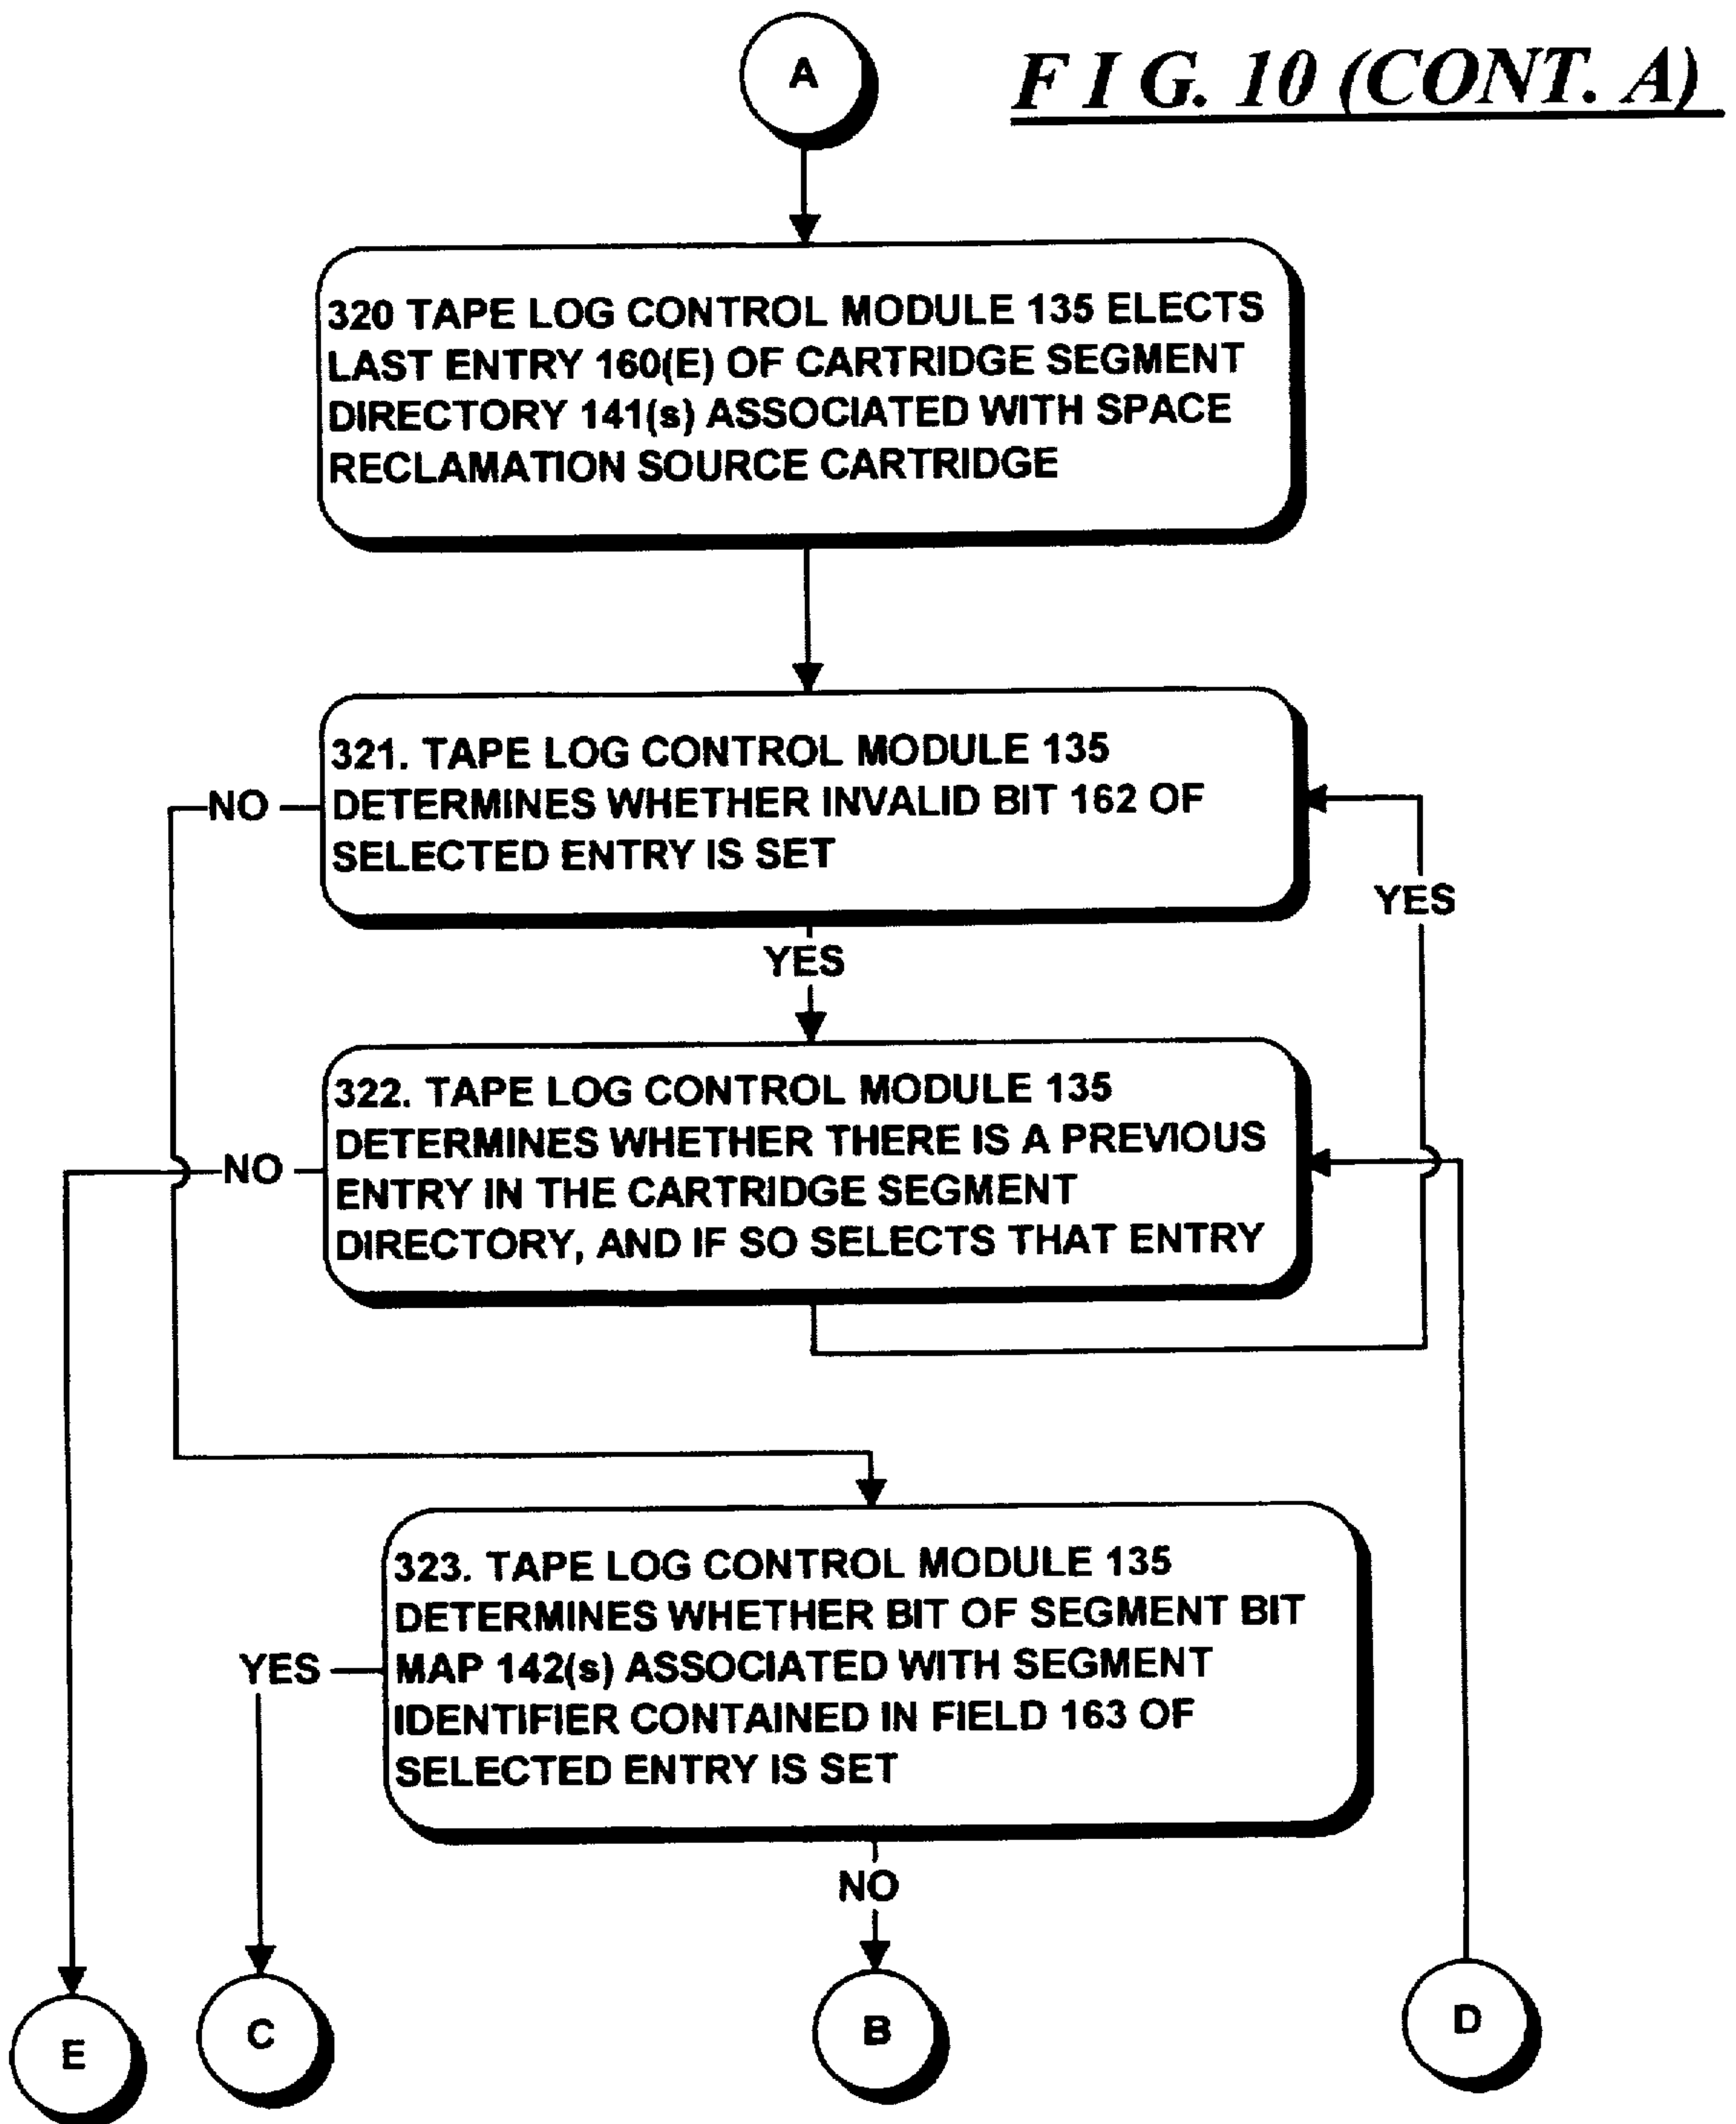 A
F I G. 10 (CONT. A)
320 TAPE LOG CONTROL MODULE 135 ELECTS
LAST ENTRY 160(E) OF CARTRIDGE SEGMENT
DIRECTORY 141(s) ASSOCIATED WITH SPACE
RECLAMATION SOURCE CARTRIDGE
321. TAPE LOG CONTROL MODULE 135
DETERMINES WHETHER INVALID BIT 162 OF
SELECTED ENTRY IS SET
NO
YES
YES
322. TAPE LOG CONTROL MODULE 135
DETERMINES WHETHER THERE IS A PREVIOUS
ENTRY IN THE CARTRIDGE SEGMENT
DIRECTORY, AND IF SO SELECTS THAT ENTRY
NO
323. TAPE LOG CONTROL MODULE 135
DETERMINES WHETHER BIT OF SEGMENT BIT
MAP 142(s) ASSOCIATED WITH SEGMENT
IDENTIFIER CONTAINED IN FIELD 163 OF
SELECTED ENTRY IS SET
YES
NO
E
C
B
D